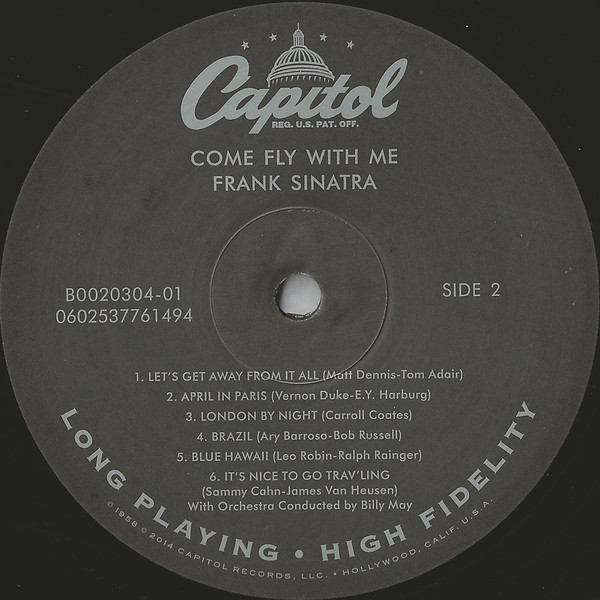 Capitol
REG. U.S. PAT. OFF.
COME FLY WITH ME
FRANK SINATRA
B0020304-01
0602537761494
SIDE 2
1. LET'S GET AWAY FROM IT ALL (Matt Dennis-Tom Adair)
2. APRIL IN PARIS (Vernon Duke-E.Y. Harburg)
3. LONDON BY NIGHT (Carroll Coates)
4. BRAZIL (Ary Barroso-Bob Russell)
5. BLUE HAWAII (Leo Robin-Ralph Rainger)
6. IT'S NICE TO GO TRAV'LING
(Sammy Cahn-James Van Heusen)
With Orchestra Conducted by Billy May
LONG PLAYING • HIGH FIDELITY
© 1958 © 2014 CAPITOL RECORDS, LLC. • HOLLYWOOD, CALIF. U.S.A.